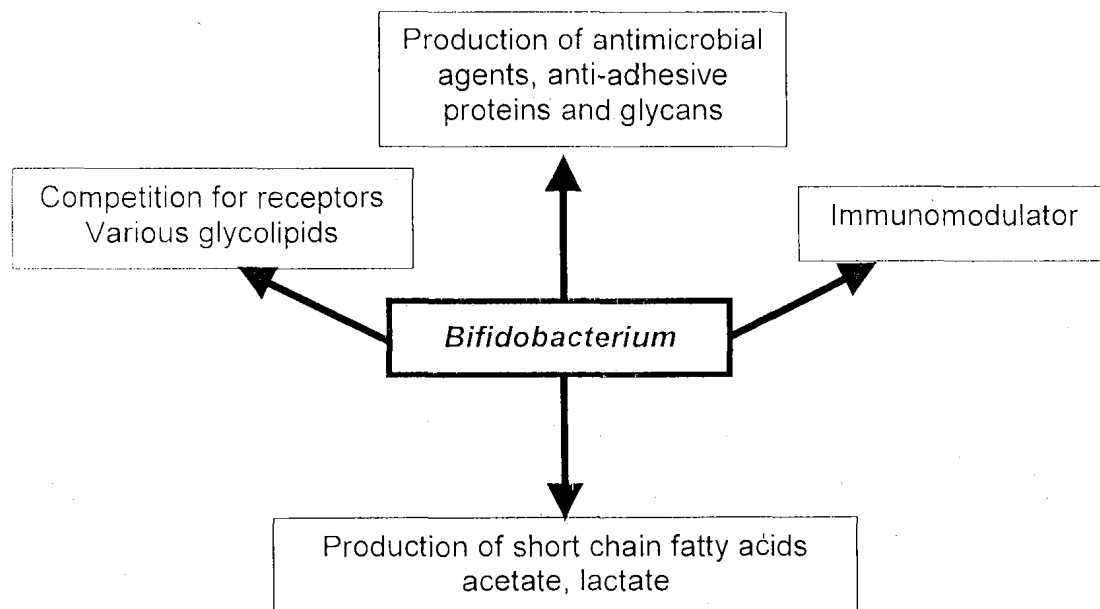 Production of antimicrobial
agents, anti-adhesive
proteins and glycans
Competition for receptors
Various glycolipids
Immunomodulator
Bifidobacterium
Production of short chain fatty acids
acetate, lactate